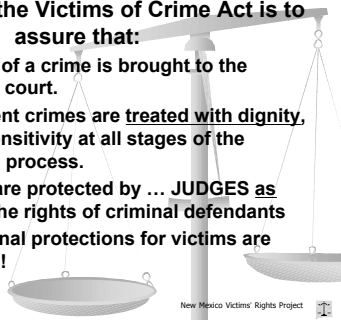 the Victims of Crime Act is to
assure that:
of a crime is brought to the
court.
ent crimes are treated with dignity,
nsitivity at all stages of the
process.
are protected by … JUDGES as
he rights of criminal defendants
nal protections for victims are
!
New Mexico Victims' Rights Project